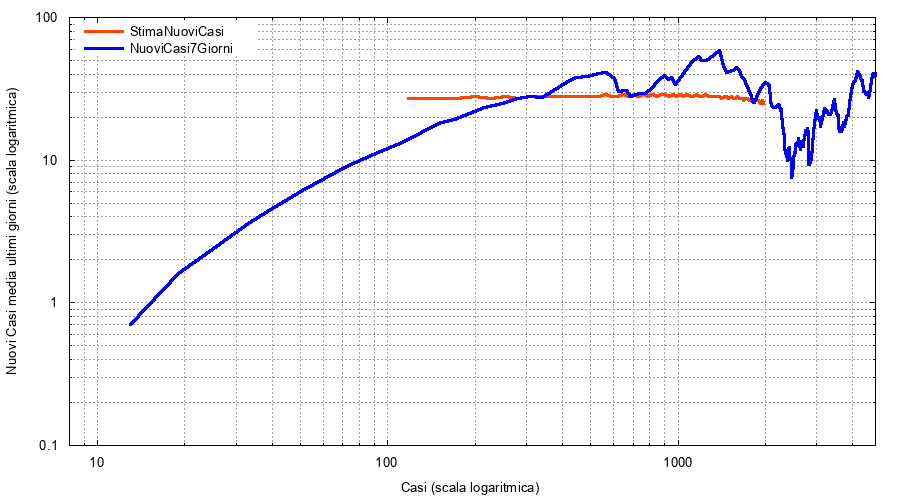 StimaNuoviCasi
NuoviCasi7Giorni
100
10
1
0.1
Nuovi Casi media ultimi giorni (scala logaritmica)
10
100
1000
Casi (scala logaritmica)